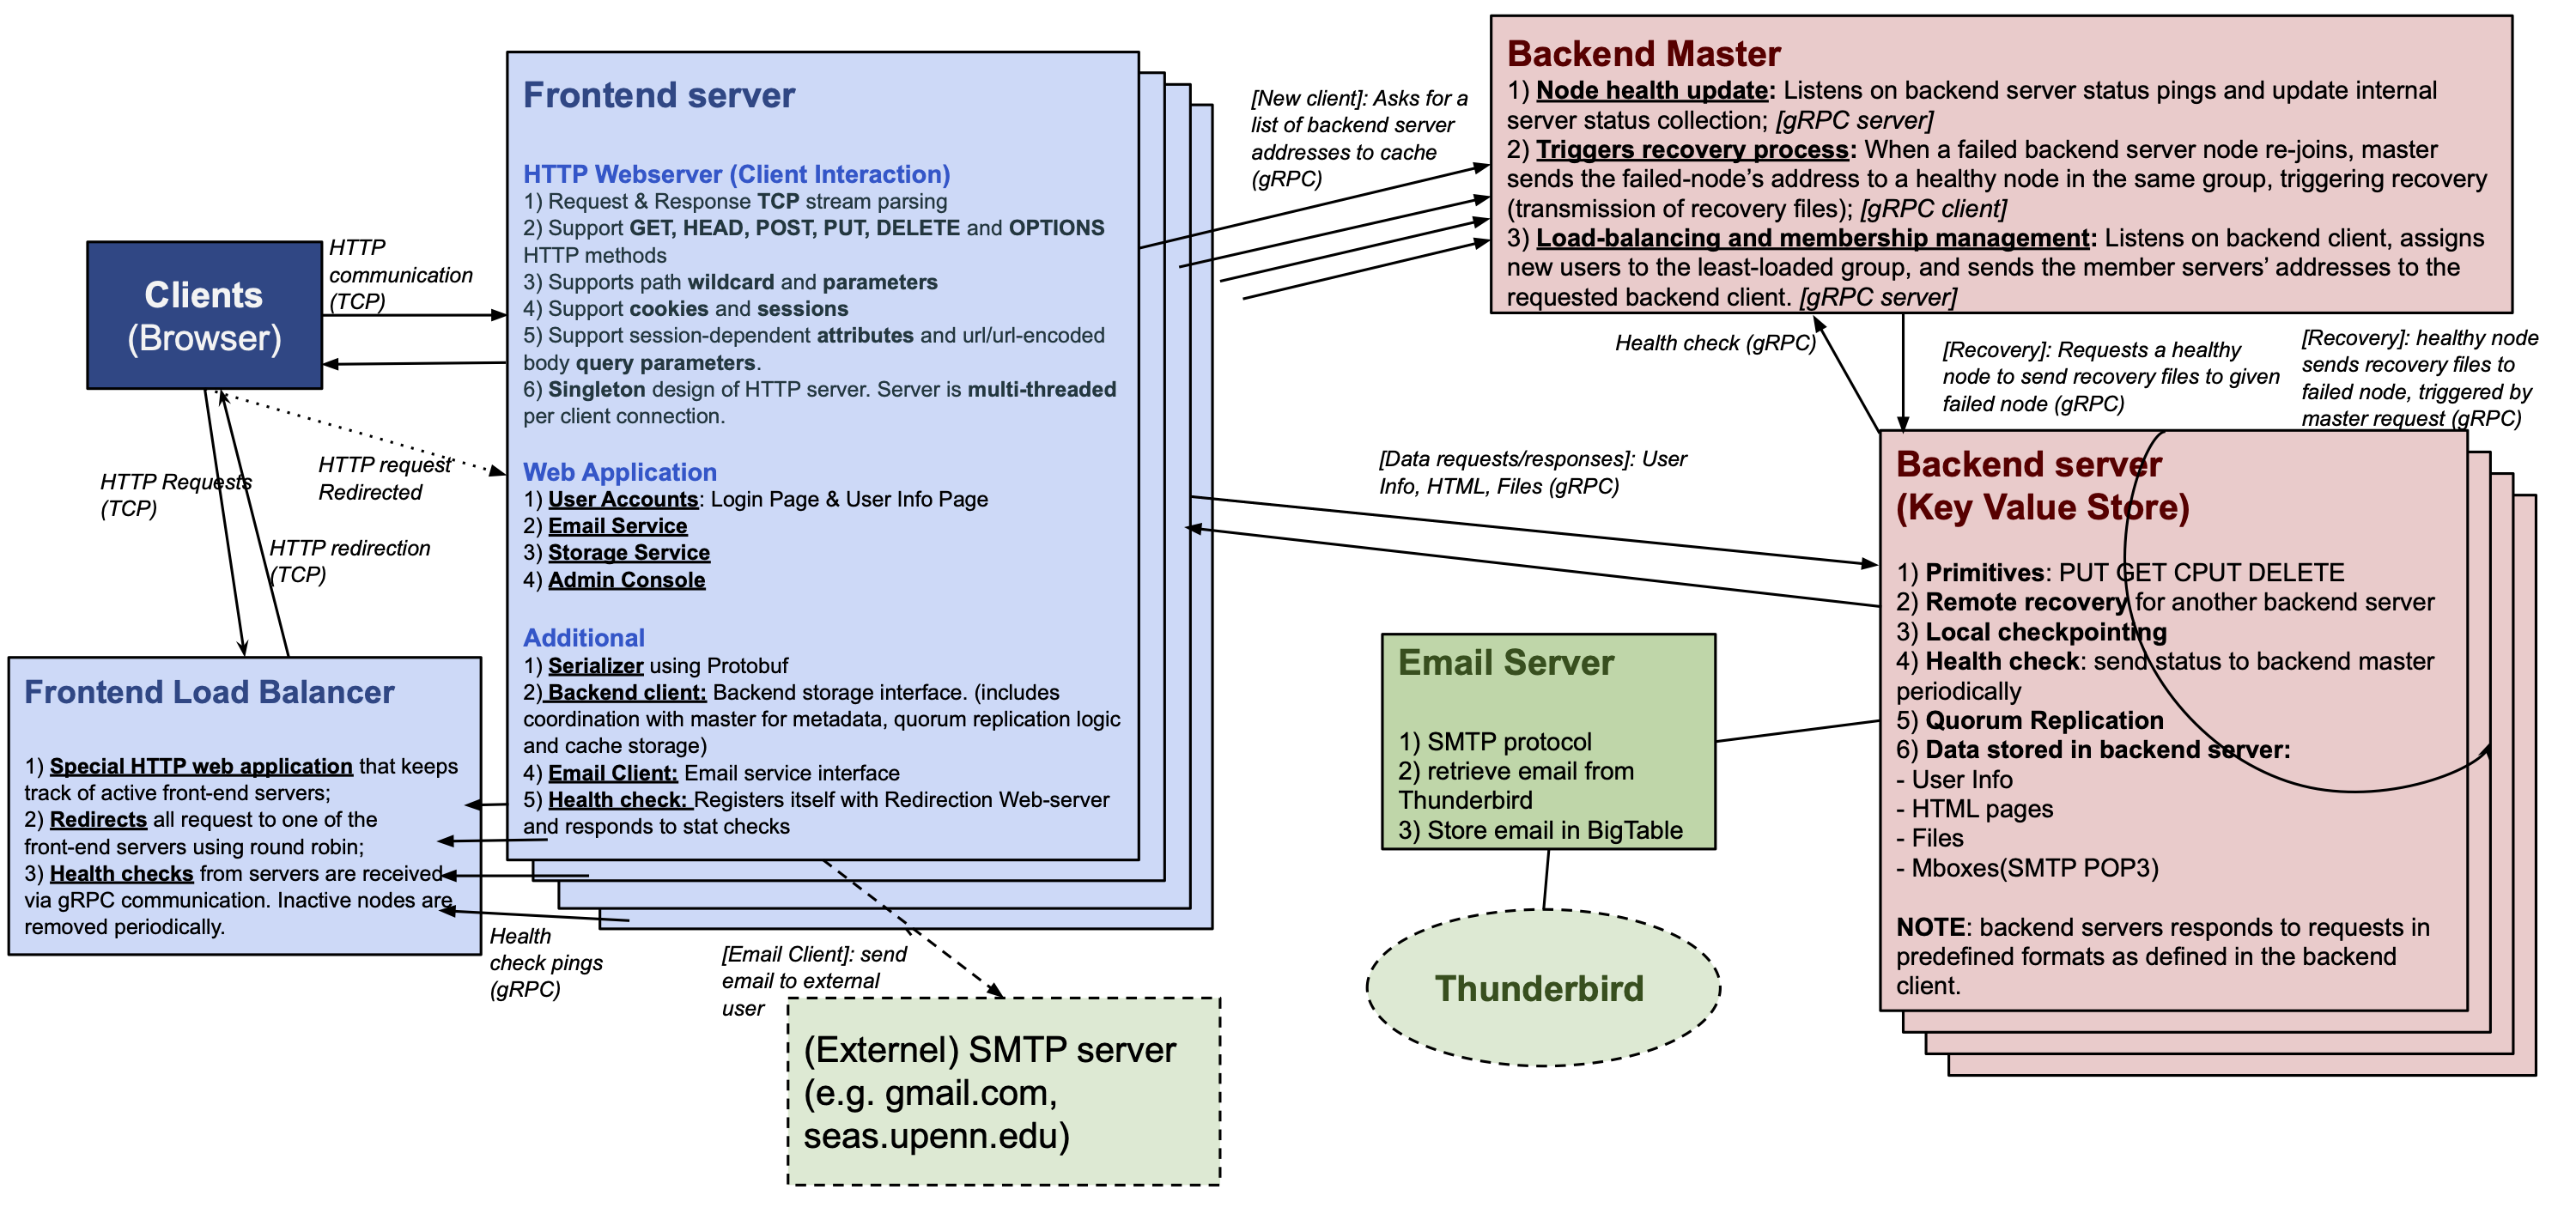 Clients
(Browser)
HTTP
communication
(TCP)
HTTP request
Redirected
HTTP Requests
(TCP)
HTTP redirection
(TCP)
Frontend Load Balancer
1) Special HTTP web application that keeps
track of active front-end servers;
2) Redirects all request to one of the
front-end servers using round robin;
3) Health checks from servers are received
via gRPC communication. Inactive nodes are
removed periodically.
Frontend server
HTTP Webserver (Client Interaction)
1) Request & Response TCP stream parsing
2) Support GET, HEAD, POST, PUT, DELETE and OPTIONS
HTTP methods
3) Supports path wildcard and parameters
4) Support cookies and sessions
5) Support session-dependent attributes and url/url-encoded
body query parameters.
6) Singleton design of HTTP server. Server is multi-threaded
per client connection.
Web Application
1) User Accounts: Login Page & User Info Page
2) Email Service
3) Storage Service
4) Admin Console
Additional
1) Serializer using Protobuf
2) Backend client: Backend storage interface. (includes
coordination with master for metadata, quorum replication logic
and cache storage)
4) Email Client: Email service interface
5) Health check: Registers itself with Redirection Web-server
and responds to stat checks
Health
check pings
(gRPC)
[Email Client]: send
email to external
user
(Externel) SMTP server
(e.g. gmail.com,
seas.upenn.edu)
[New client]: Asks for a
list of backend server
addresses to cache
(gRPC)
Backend Master
1) Node health update: Listens on backend server status pings and update internal
server status collection; [gRPC server]
2) Triggers recovery process: When a failed backend server node re-joins, master
sends the failed-node's address to a healthy node in the same group, triggering recovery
(transmission of recovery files); [gRPC client]
3) Load-balancing and membership management: Listens on backend client, assigns
new users to the least-loaded group, and sends the member servers' addresses to the
requested backend client. [gRPC server]
Health check (gRPC)
[Recovery]: Requests a healthy
node to send recovery files to given
failed node (gRPC)
[Recovery]: healthy node
sends recovery files to
failed node, triggered by
master request (gRPC)
[Data requests/responses]: User
Info, HTML, Files (gRPC)
Email Server
1) SMTP protocol
2) retrieve email from
Thunderbird
3) Store email in BigTable
Thunderbird
Backend server
(Key Value Store)
1) Primitives: PUT GET CPUT DELETE
2) Remote recovery for another backend server
3) Local checkpointing
4) Health check: send status to backend master
periodically
5) Quorum Replication
6) Data stored in backend server:
- User Info
- HTML pages
- Files
- Mboxes(SMTP POP3)
NOTE: backend servers responds to requests in
predefined formats as defined in the backend
client.